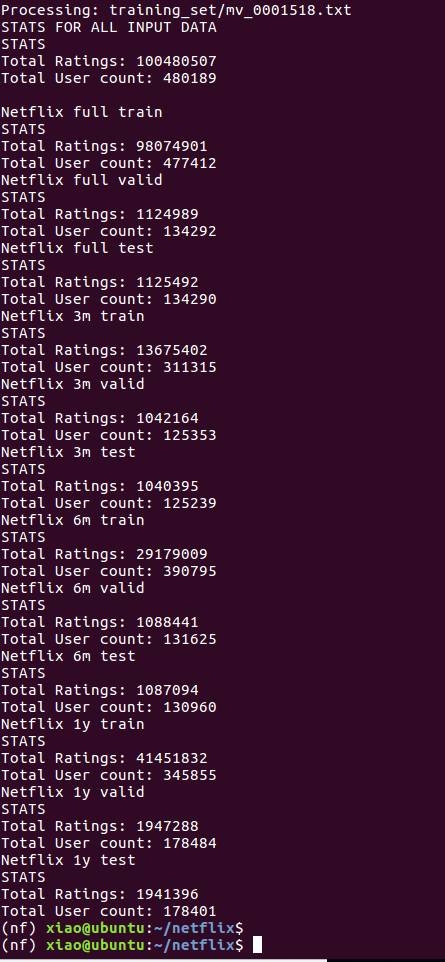 Processing: training_set/mv_0001518.txt
STATS FOR ALL INPUT DATA
STATS
Total Ratings: 100480507
Total User count: 480189

Netflix full train
STATS
Total Ratings: 98074901
Total User count: 477412
Netflix full valid
STATS
Total Ratings: 1124989
Total User count: 134292
Netflix full test
STATS
Total Ratings: 1125492
Total User count: 134290
Netflix 3m train
STATS
Total Ratings: 13675402
Total User count: 311315
Netflix 3m valid
STATS
Total Ratings: 1042164
Total User count: 125353
Netflix 3m test
STATS
Total Ratings: 1040395
Total User count: 125239
Netflix 6m train
STATS
Total Ratings: 29179009
Total User count: 390795
Netflix 6m valid
STATS
Total Ratings: 1088441
Total User count: 131625
Netflix 6m test
STATS
Total Ratings: 1087094
Total User count: 130960
Netflix 1y train
STATS
Total Ratings: 41451832
Total User count: 345855
Netflix 1y valid
STATS
Total Ratings: 1947288
Total User count: 178484
Netflix 1y test
STATS
Total Ratings: 1941396
Total User count: 178401
(nf) xiao@ubuntu:~/netflix$
(nf) xiao@ubuntu:~/netflix$